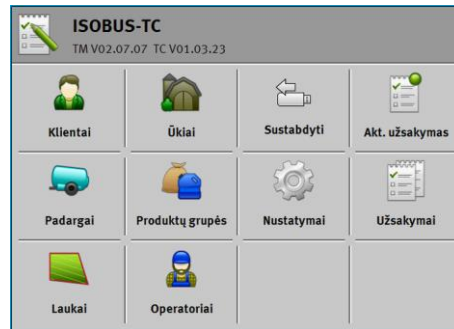 ISOBUS-TC
TM V02.07.07 TC V01.03.23
Klientai
Ūkiai
Sustabdyti
Akt. užsakymas
Padargai
Produktų grupės
Nustatymai
Užsakymai
Laukai
Operatoriai